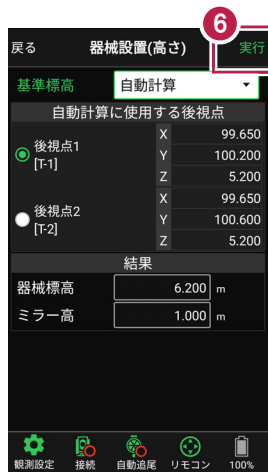 6
戻る 器械設置(高さ) 実行
基準標高 自動計算
自動計算に使用する後視点
後視点1 [T-1] X 99.650
Y 100.200
Z 5.200
後視点2 [T-2] X 99.650
Y 100.600
Z 5.200
結果
器械標高 6.200 m
ミラー高 1.000 m
観測設定 接続 自動追尾 リモコン 100%